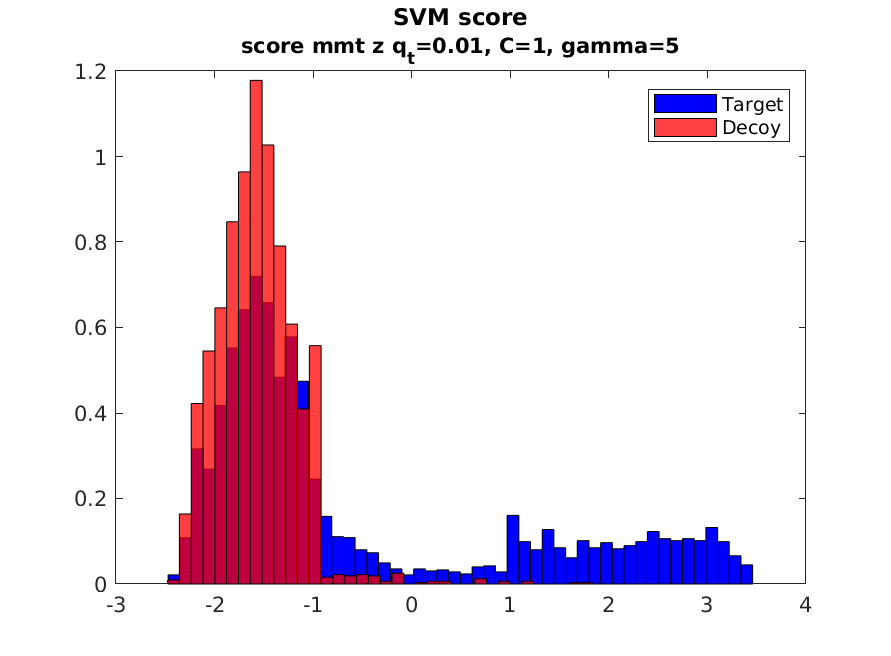 SVM score
score mmt z q_t=0.01, C=1, gamma=5
Target
Decoy
1.2
1
0.8
0.6
0.4
0.2
0
-3 -2 -1 0 1 2 3 4